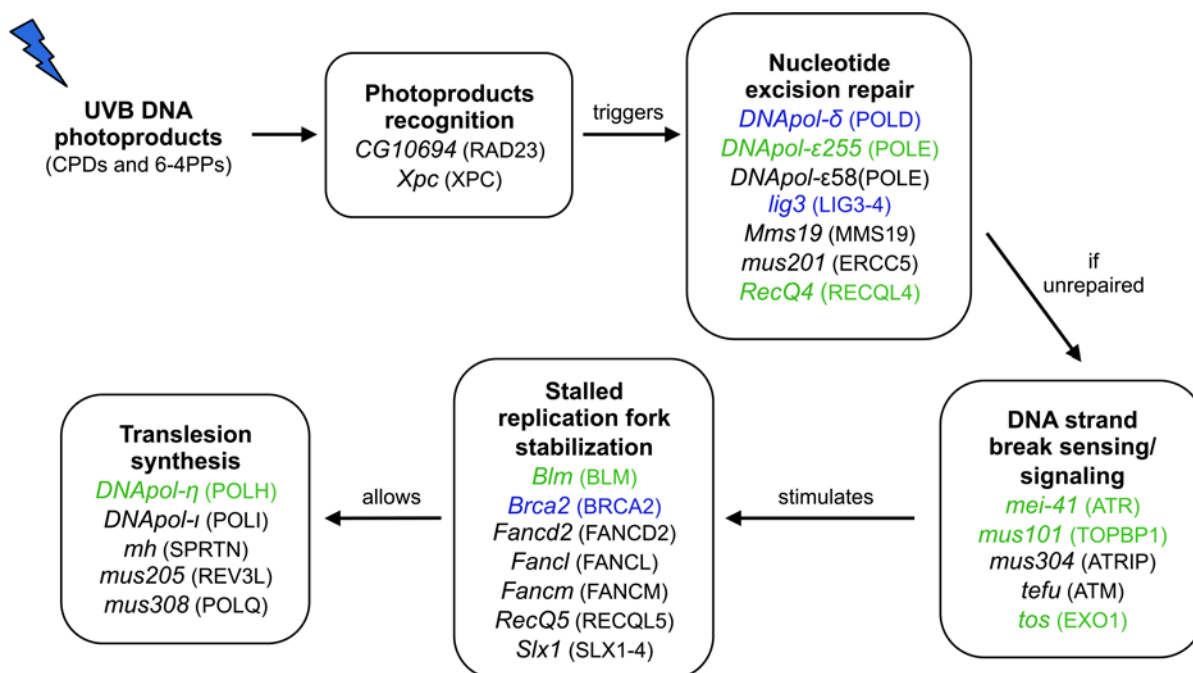 UVB DNA
photoproducts
(CPDs and 6-4PPs)
Photoproducts
recognition
CG10694 (RAD23)
Xpc (XPC)
triggers
Nucleotide
excision repair
DNApol-δ (POLD)
DNApol-ε255 (POLE)
DNApol-ε58(POLE)
lig3 (LIG3-4)
Mms19 (MMS19)
mus201 (ERCC5)
RecQ4 (RECQL4)
if
unrepaired
DNA strand
break sensing/
signaling
mei-41 (ATR)
mus101 (TOPBP1)
mus304 (ATRIP)
tefu (ATM)
tos (EXO1)
stimulates
Stalled
replication fork
stabilization
Blm (BLM)
Brca2 (BRCA2)
Fancd2 (FANCD2)
Fancl (FANCL)
Fancm (FANCM)
RecQ5 (RECQL5)
Slx1 (SLX1-4)
allows
Translesion
synthesis
DNApol-η (POLH)
DNApol-ι (POLI)
mh (SPRTN)
mus205 (REV3L)
mus308 (POLQ)